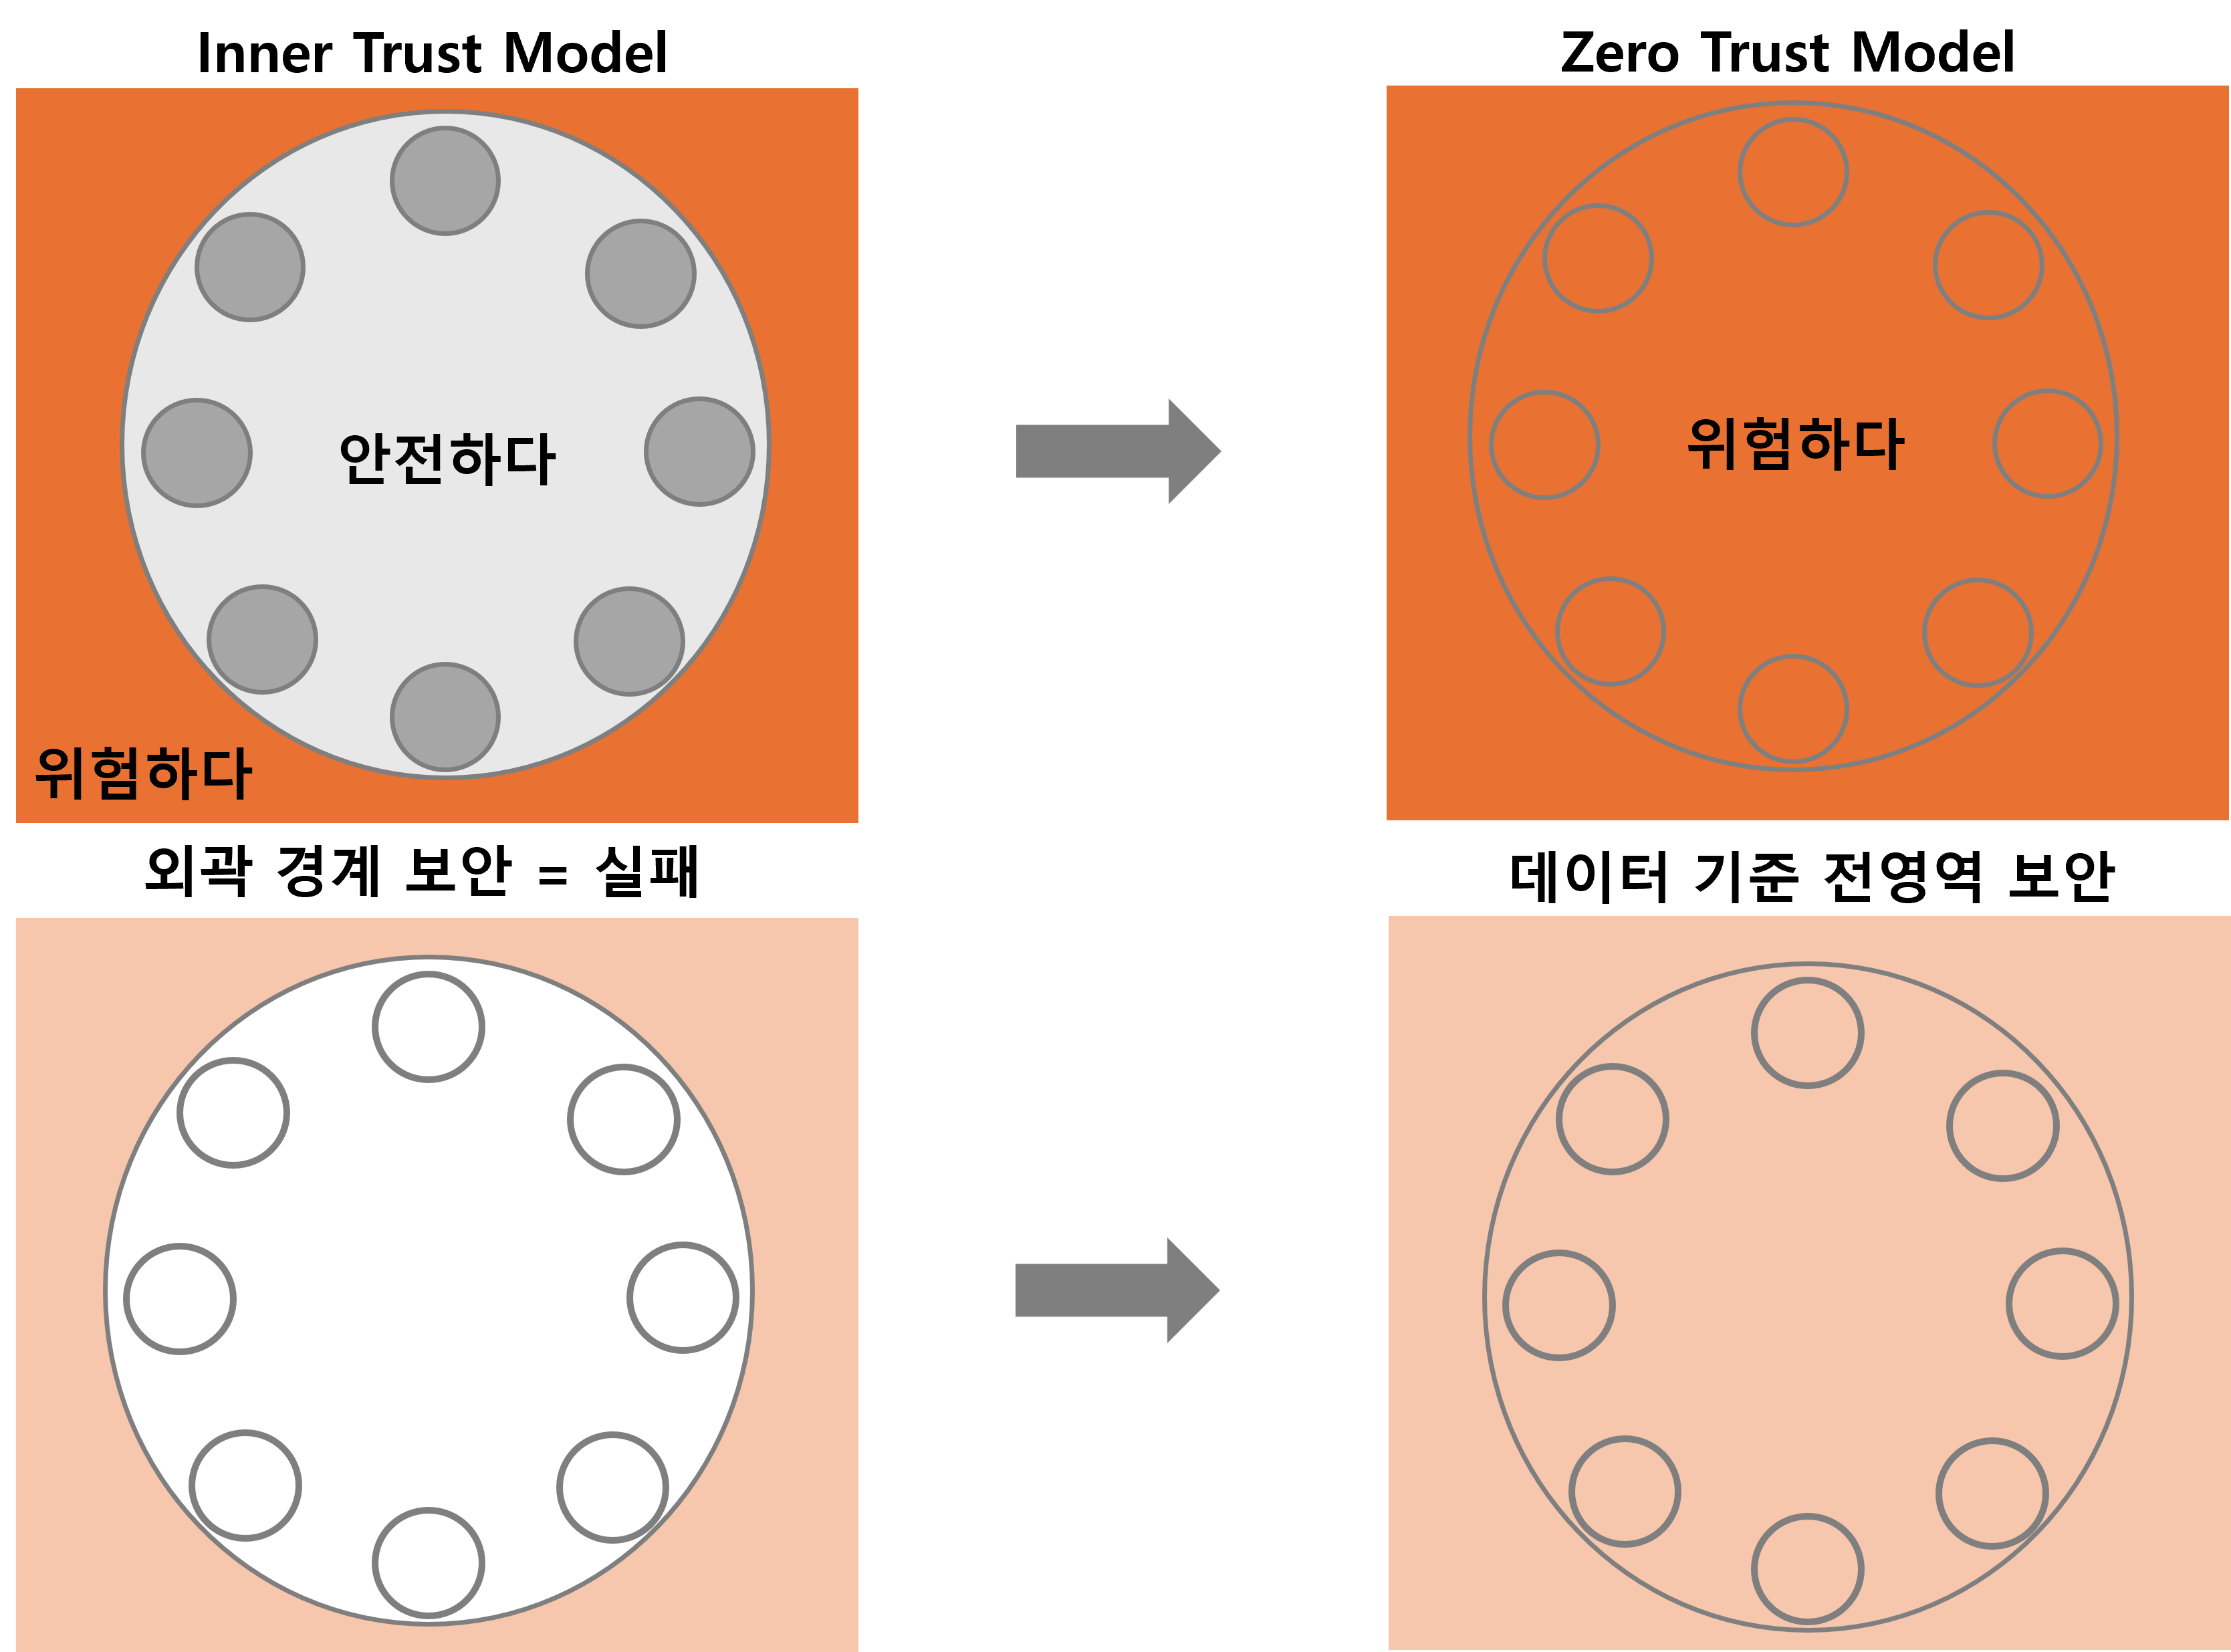 Inner Trust Model
Zero Trust Model
안전하다
위험하다
위험하다
외곽 경계 보안 = 실패
데이터 기준 전영역 보안